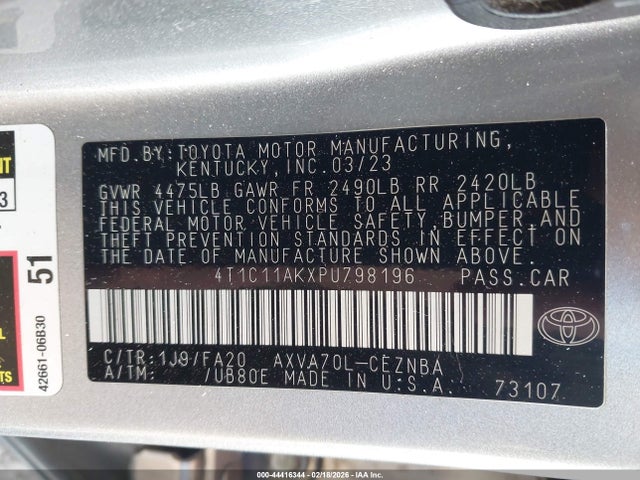 MFD.BY:TOYOTA MOTOR MANUFACTURING,
KENTUCKY,INC.03/23
GVWR 4475LB GAWR FR 2490LB RR 2420LB
THIS VEHICLE CONFORMS TO ALL APPLICABLE
FEDERAL MOTOR VEHICLE SAFETY,BUMPER,AND
THEFT PREVENTION STANDARDS IN EFFECT ON
THE DATE OF MANUFACTURE SHOWN ABOVE.
4T1C11AKXPU798196 PASS.CAR
C/TR:1J9/FA20 AXVA70L-CEZNBA
A/TM: /UB80E MADE IN U.S.A. 73107
51
42661-06B30
000-44416344 - 02/18/2026 - IAAI